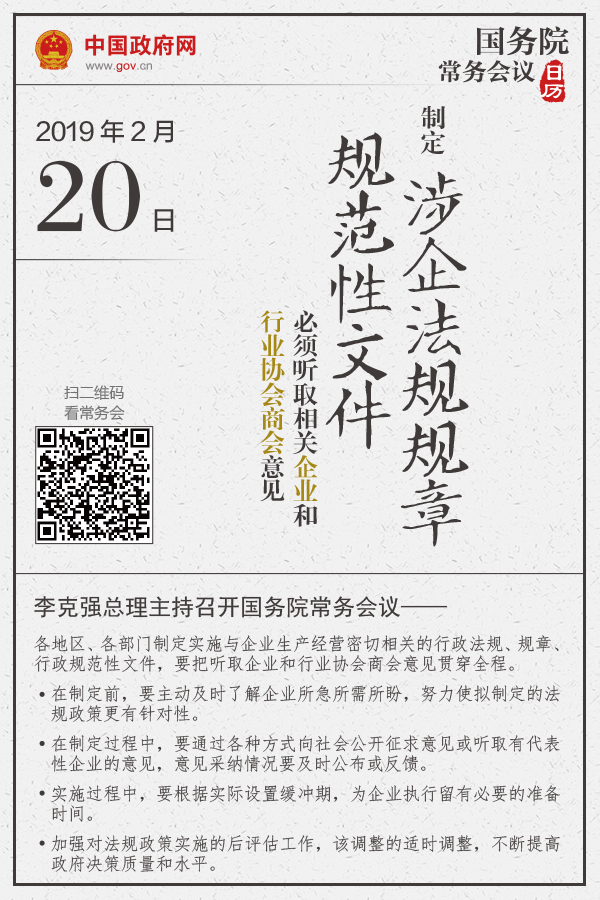 中国政府网
www.gov.cn
国务院
常务会议
日历
2019年2月
20日
制定
涉企法规规章
规范性文件
必须听取相关企业和
行业协会商会意见
扫二维码
看常务会
李克强总理主持召开国务院常务会议——
各地区、各部门制定实施与企业生产经营密切相关的行政法规、规章、
行政规范性文件，要把听取企业和行业协会商会意见贯穿全程。
•在制定前，要主动及时了解企业所急所需所盼，努力使拟制定的法
规政策更有针对性。
•在制定过程中，要通过各种方式向社会公开征求意见或听取有代表
性企业的意见，意见采纳情况要及时公布或反馈。
•实施过程中，要根据实际设置缓冲期，为企业执行留有必要的准备
时间。
•加强对法规政策实施的后评估工作，该调整的适时调整，不断提高
政府决策质量和水平。